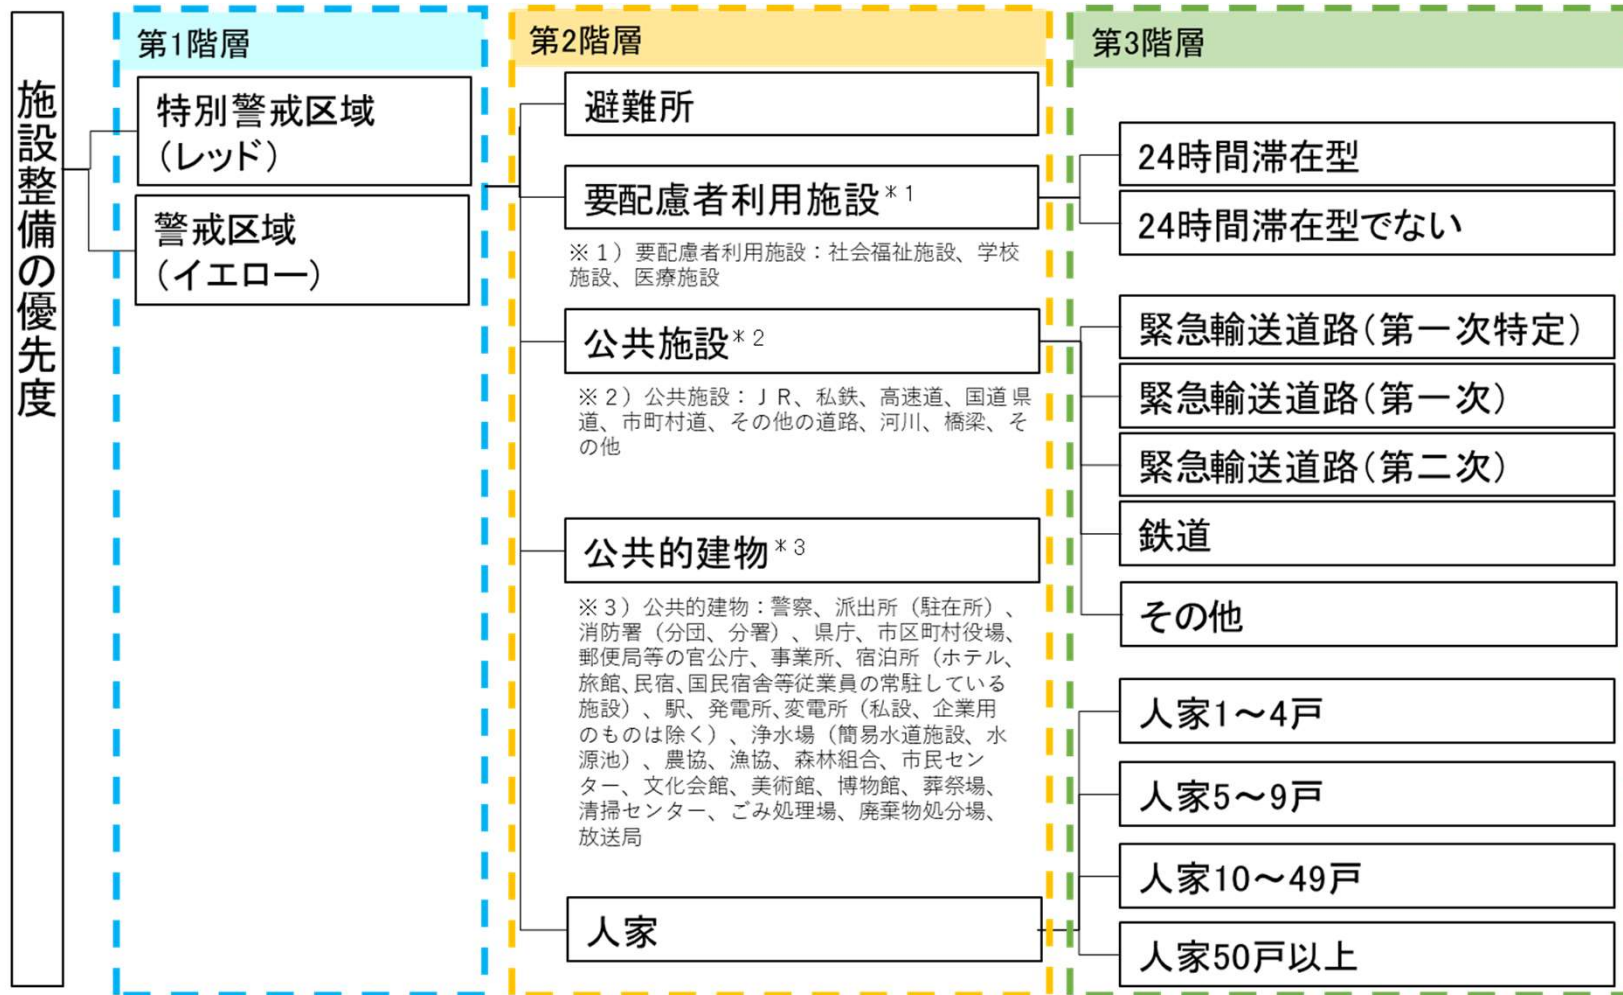 施設整備の優先度
第1階層
特別警戒区域
（レッド）
警戒区域
（イエロー）
第2階層
避難所
要配慮者利用施設＊1
※１）要配慮者利用施設：社会福祉施設、学校
施設、医療施設
公共施設＊2
※２）公共施設：ＪＲ、私鉄、高速道、国道県
道、市町村道、その他の道路、河川、橋梁、そ
の他
公共的建物＊3
※３）公共的建物：警察、派出所（駐在所）、
消防署（分団、分署）、県庁、市区町村役場、
郵便局等の官公庁、事業所、宿泊所（ホテル、
旅館、民宿、国民宿舎等従業員の常駐している
施設）、駅、発電所、変電所（私設、企業用
のものは除く）、浄水場（簡易水道施設、水
源池）、農協、漁協、森林組合、市民セン
ター、文化会館、美術館、博物館、葬祭場、
清掃センター、ごみ処理場、廃棄物処分場、
放送局
人家
第3階層
24時間滞在型
24時間滞在型でない
緊急輸送道路（第一次特定）
緊急輸送道路（第一次）
緊急輸送道路（第二次）
鉄道
その他
人家1～4戸
人家5～9戸
人家10～49戸
人家50戸以上